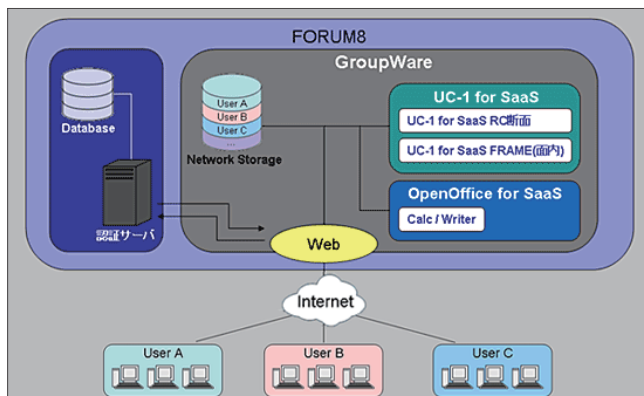 FORUM8
GroupWare
User A
User B
User C
...
Network Storage
Database
認証サーバ
UC-1 for SaaS
UC-1 for SaaS RC断面
UC-1 for SaaS FRAME(面内)
OpenOffice for SaaS
Calc / Writer
Web
Internet
User A
User B
User C